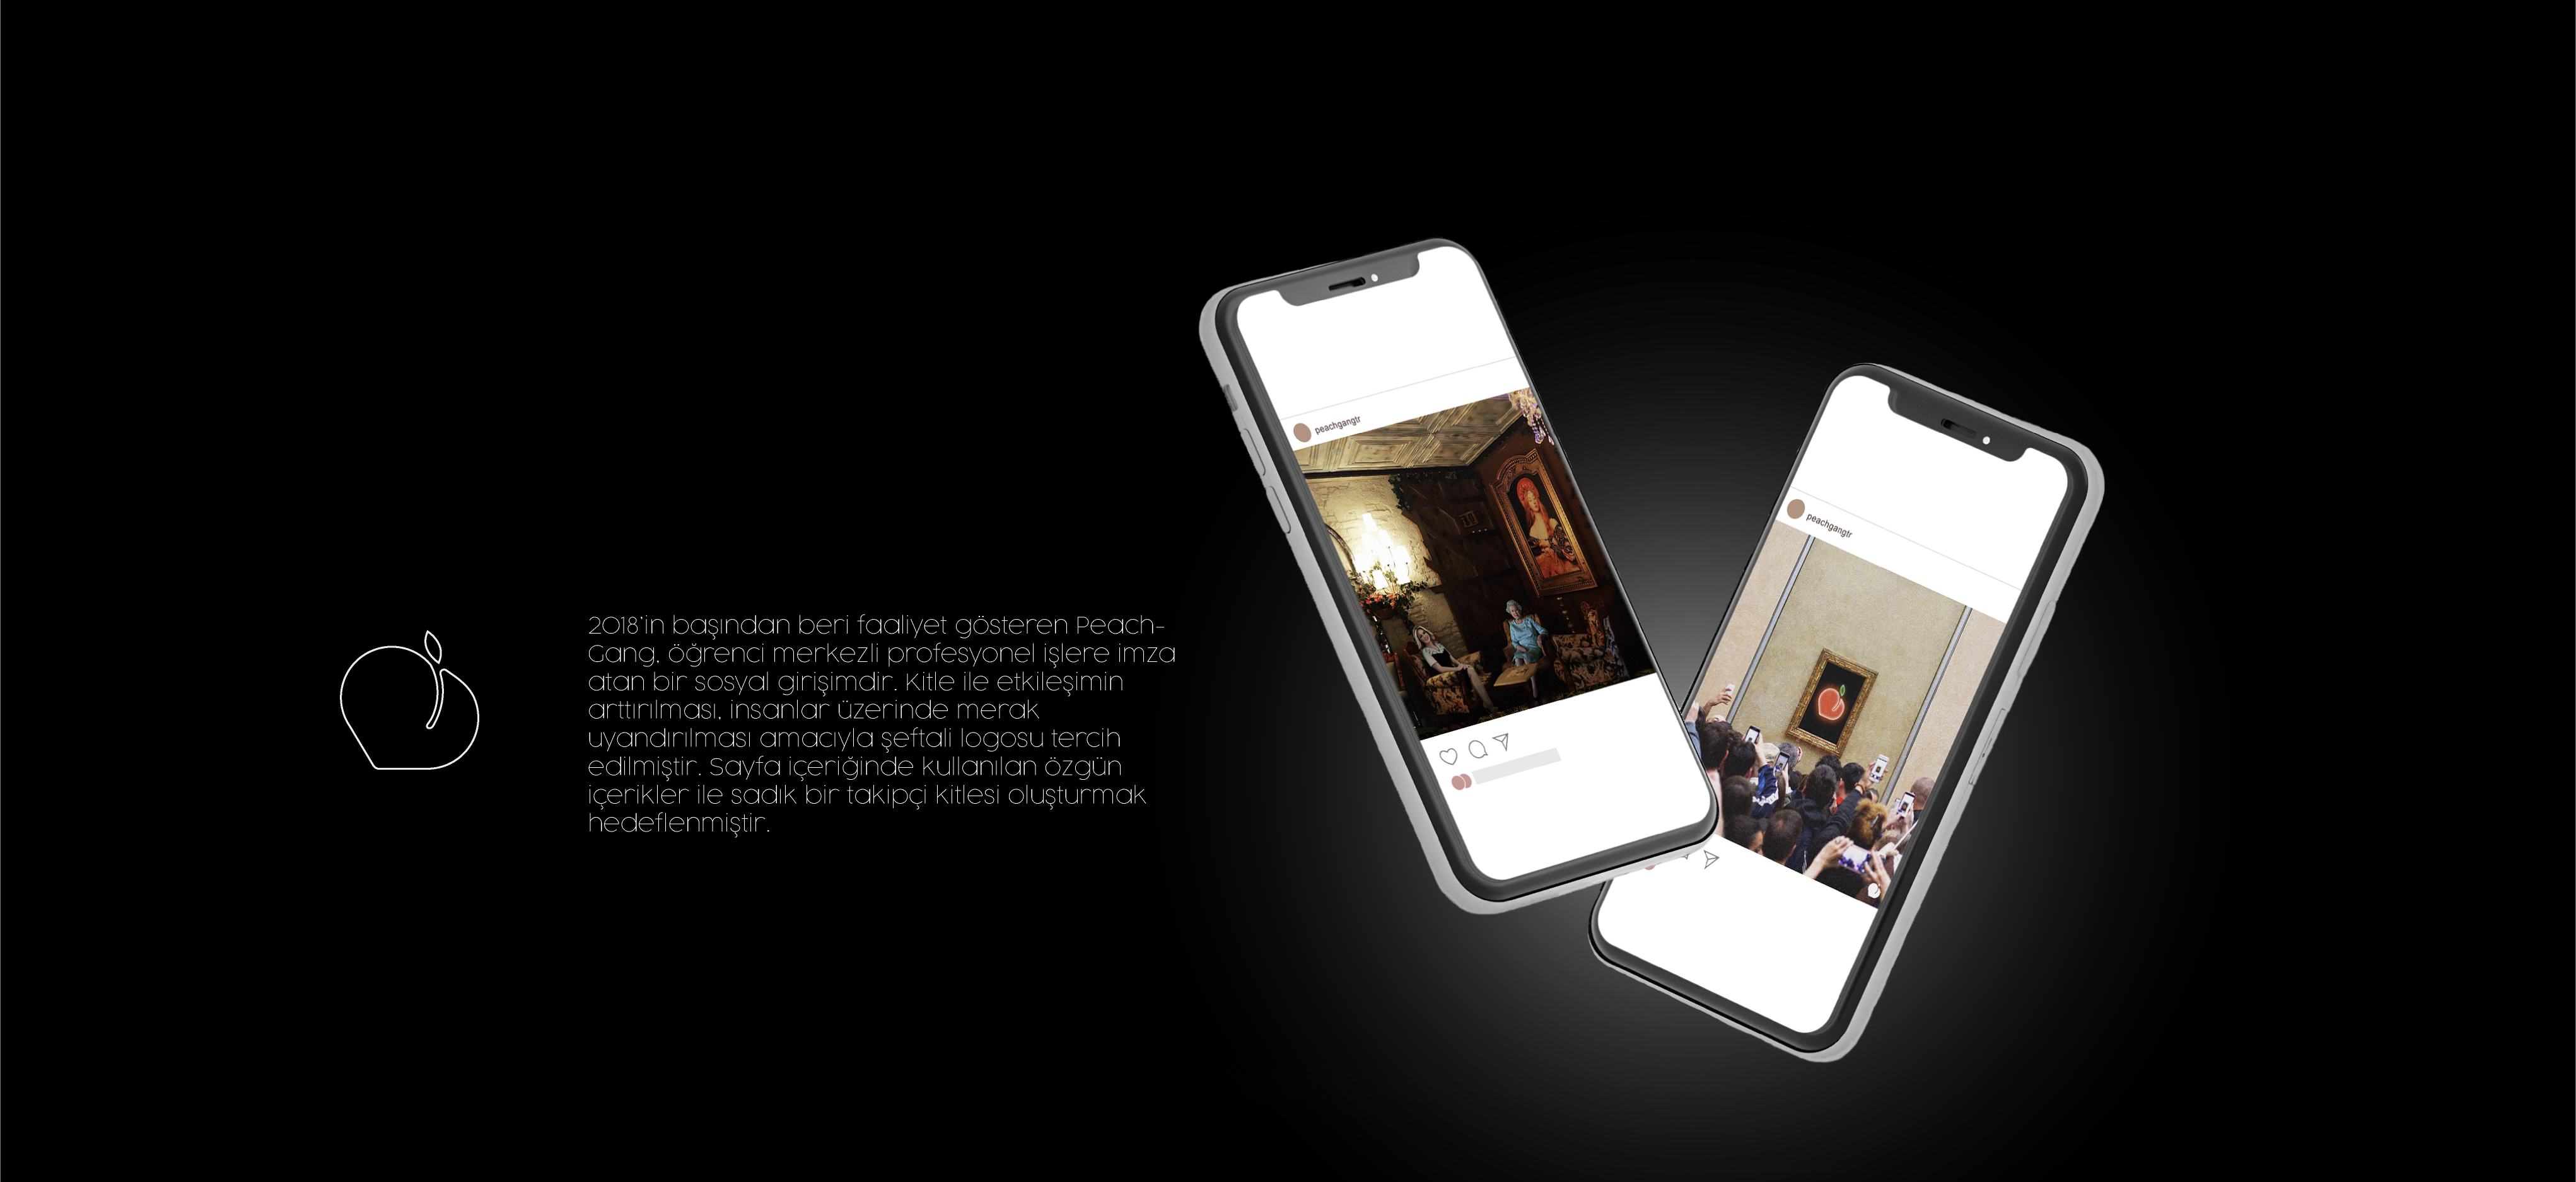 2018'in başından beri faaliyet gösteren Peach-
Gang, öğrenci merkezli profesyonel işlere imza
atan bir sosyal girişimdir. Kitle ile etkileşimin
arttırılması, insanlar üzerinde merak
uyandırılması amacıyla şeftali logosu tercih
edilmiştir. Sayfa içeriğinde kullanılan özgün
içerikler ile sadık bir takipçi kitlesi oluşturmak
hedeflenmiştir.
peachgangtr
peachgangtr